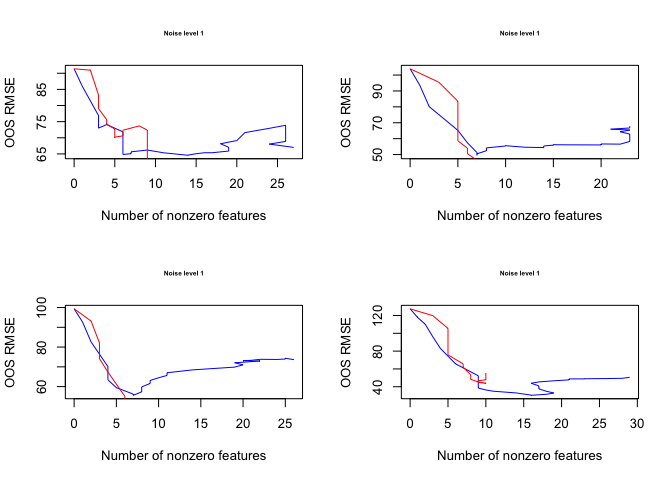 Noise level 1
OOS RMSE
65 75 85
0 5 10 15 20 25
Number of nonzero features
Noise level 1
OOS RMSE
50 70 90
0 5 10 15 20
Number of nonzero features
Noise level 1
OOS RMSE
60 80 100
0 5 10 15 20 25
Number of nonzero features
Noise level 1
OOS RMSE
40 80 120
0 5 10 15 20 25 30
Number of nonzero features